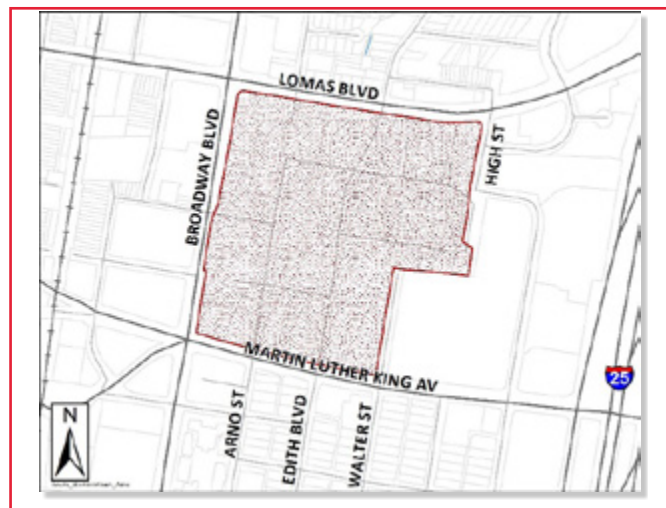 LOMAS BLVD
HIGH ST
BROADWAY BLVD
MARTIN LUTHER KING AV
25
ARNO ST
EDITH BLVD
WALTER ST
N